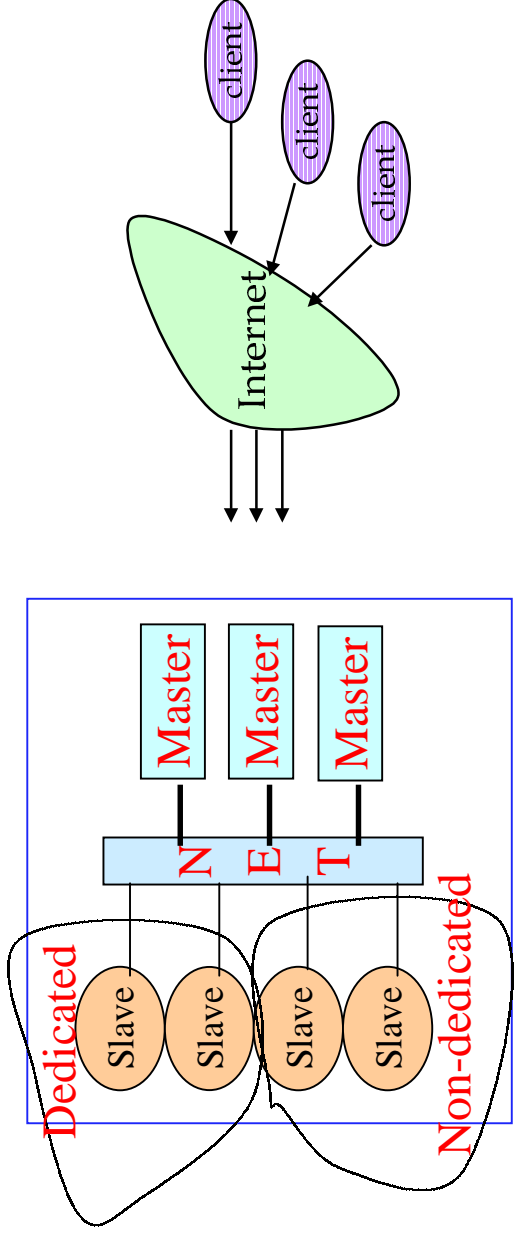 Dedicated
Slave
Slave
Slave
Slave
Non-dedicated
N
E
T
Master
Master
Master
Internet
client
client
client